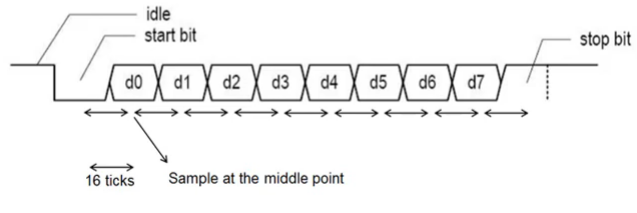 idle
start bit
stop bit
d0 d1 d2 d3 d4 d5 d6 d7
16 ticks
Sample at the middle point